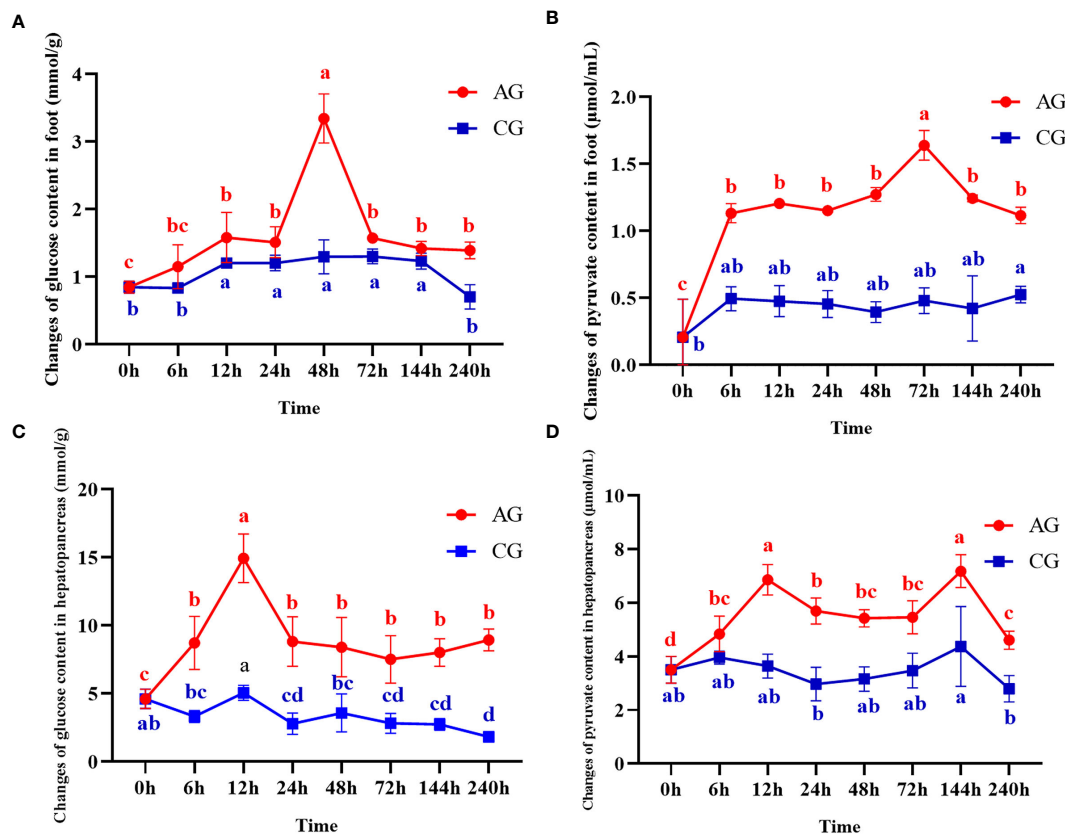 A
Changes of glucose content in foot (mmol/g)
4
3
2
1
0
AG
CG
a
b
b
b
b
b
bc
c
b
b
a
a
a
a
a
b
0h 6h 12h 24h 48h 72h 144h 240h
Time
B
Changes of pyruvate content in foot (μmol/mL)
2.0
1.5
1.0
0.5
0.0
AG
CG
a
b
b
b
b
b
b
c
b
ab
ab
ab
ab
ab
ab
a
0h 6h 12h 24h 48h 72h 144h 240h
Time
C
Changes of glucose content in hepatopancreas (mmol/g)
20
15
10
5
0
AG
CG
a
b
b
b
b
b
b
c
ab
bc
a
cd
bc
cd
cd
d
0h 6h 12h 24h 48h 72h 144h 240h
Time
D
Changes of pyruvate content in hepatopancreas (μmol/mL)
10
8
6
4
2
0
AG
CG
d
bc
a
b
bc
bc
a
c
ab
ab
ab
b
ab
ab
a
b
0h 6h 12h 24h 48h 72h 144h 240h
Time